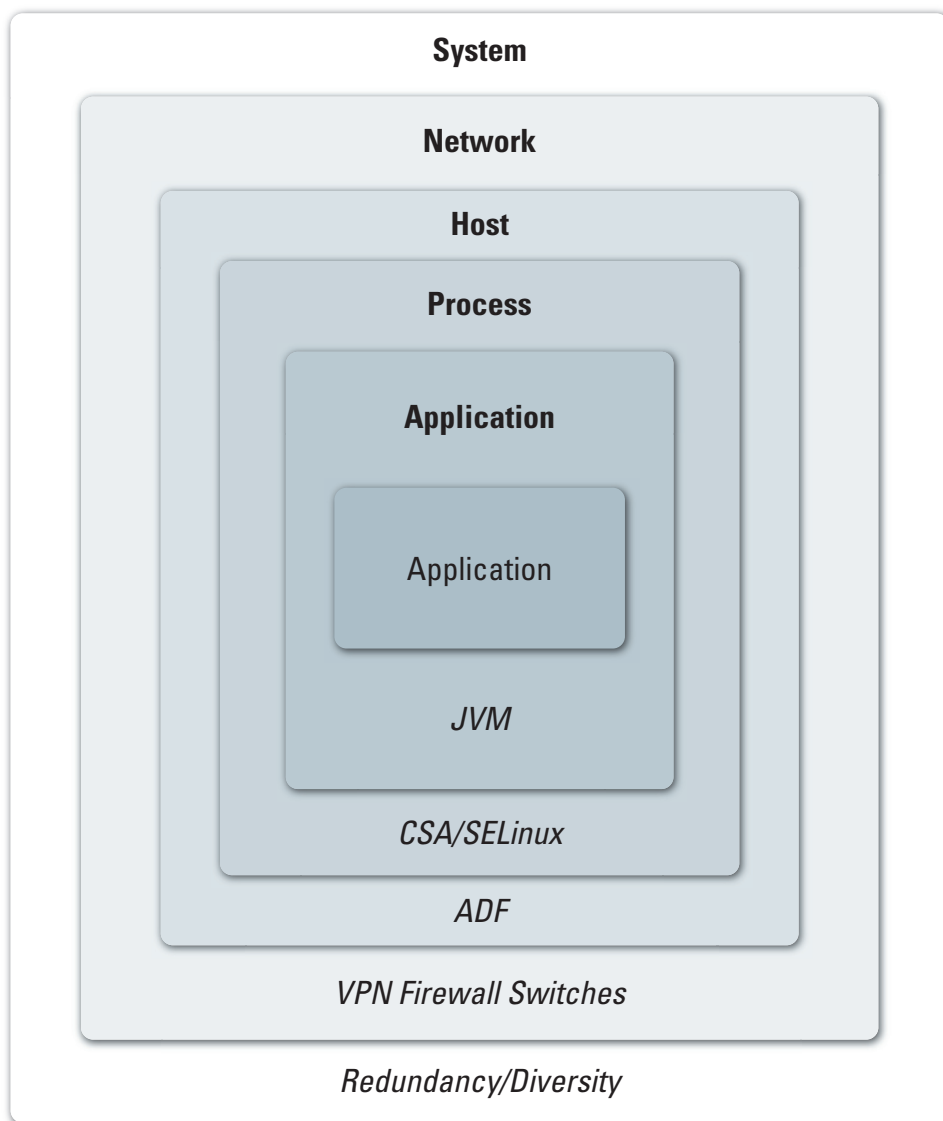 System
Network
Host
Process
Application
Application
JVM
CSA/SELinux
ADF
VPN Firewall Switches
Redundancy/Diversity